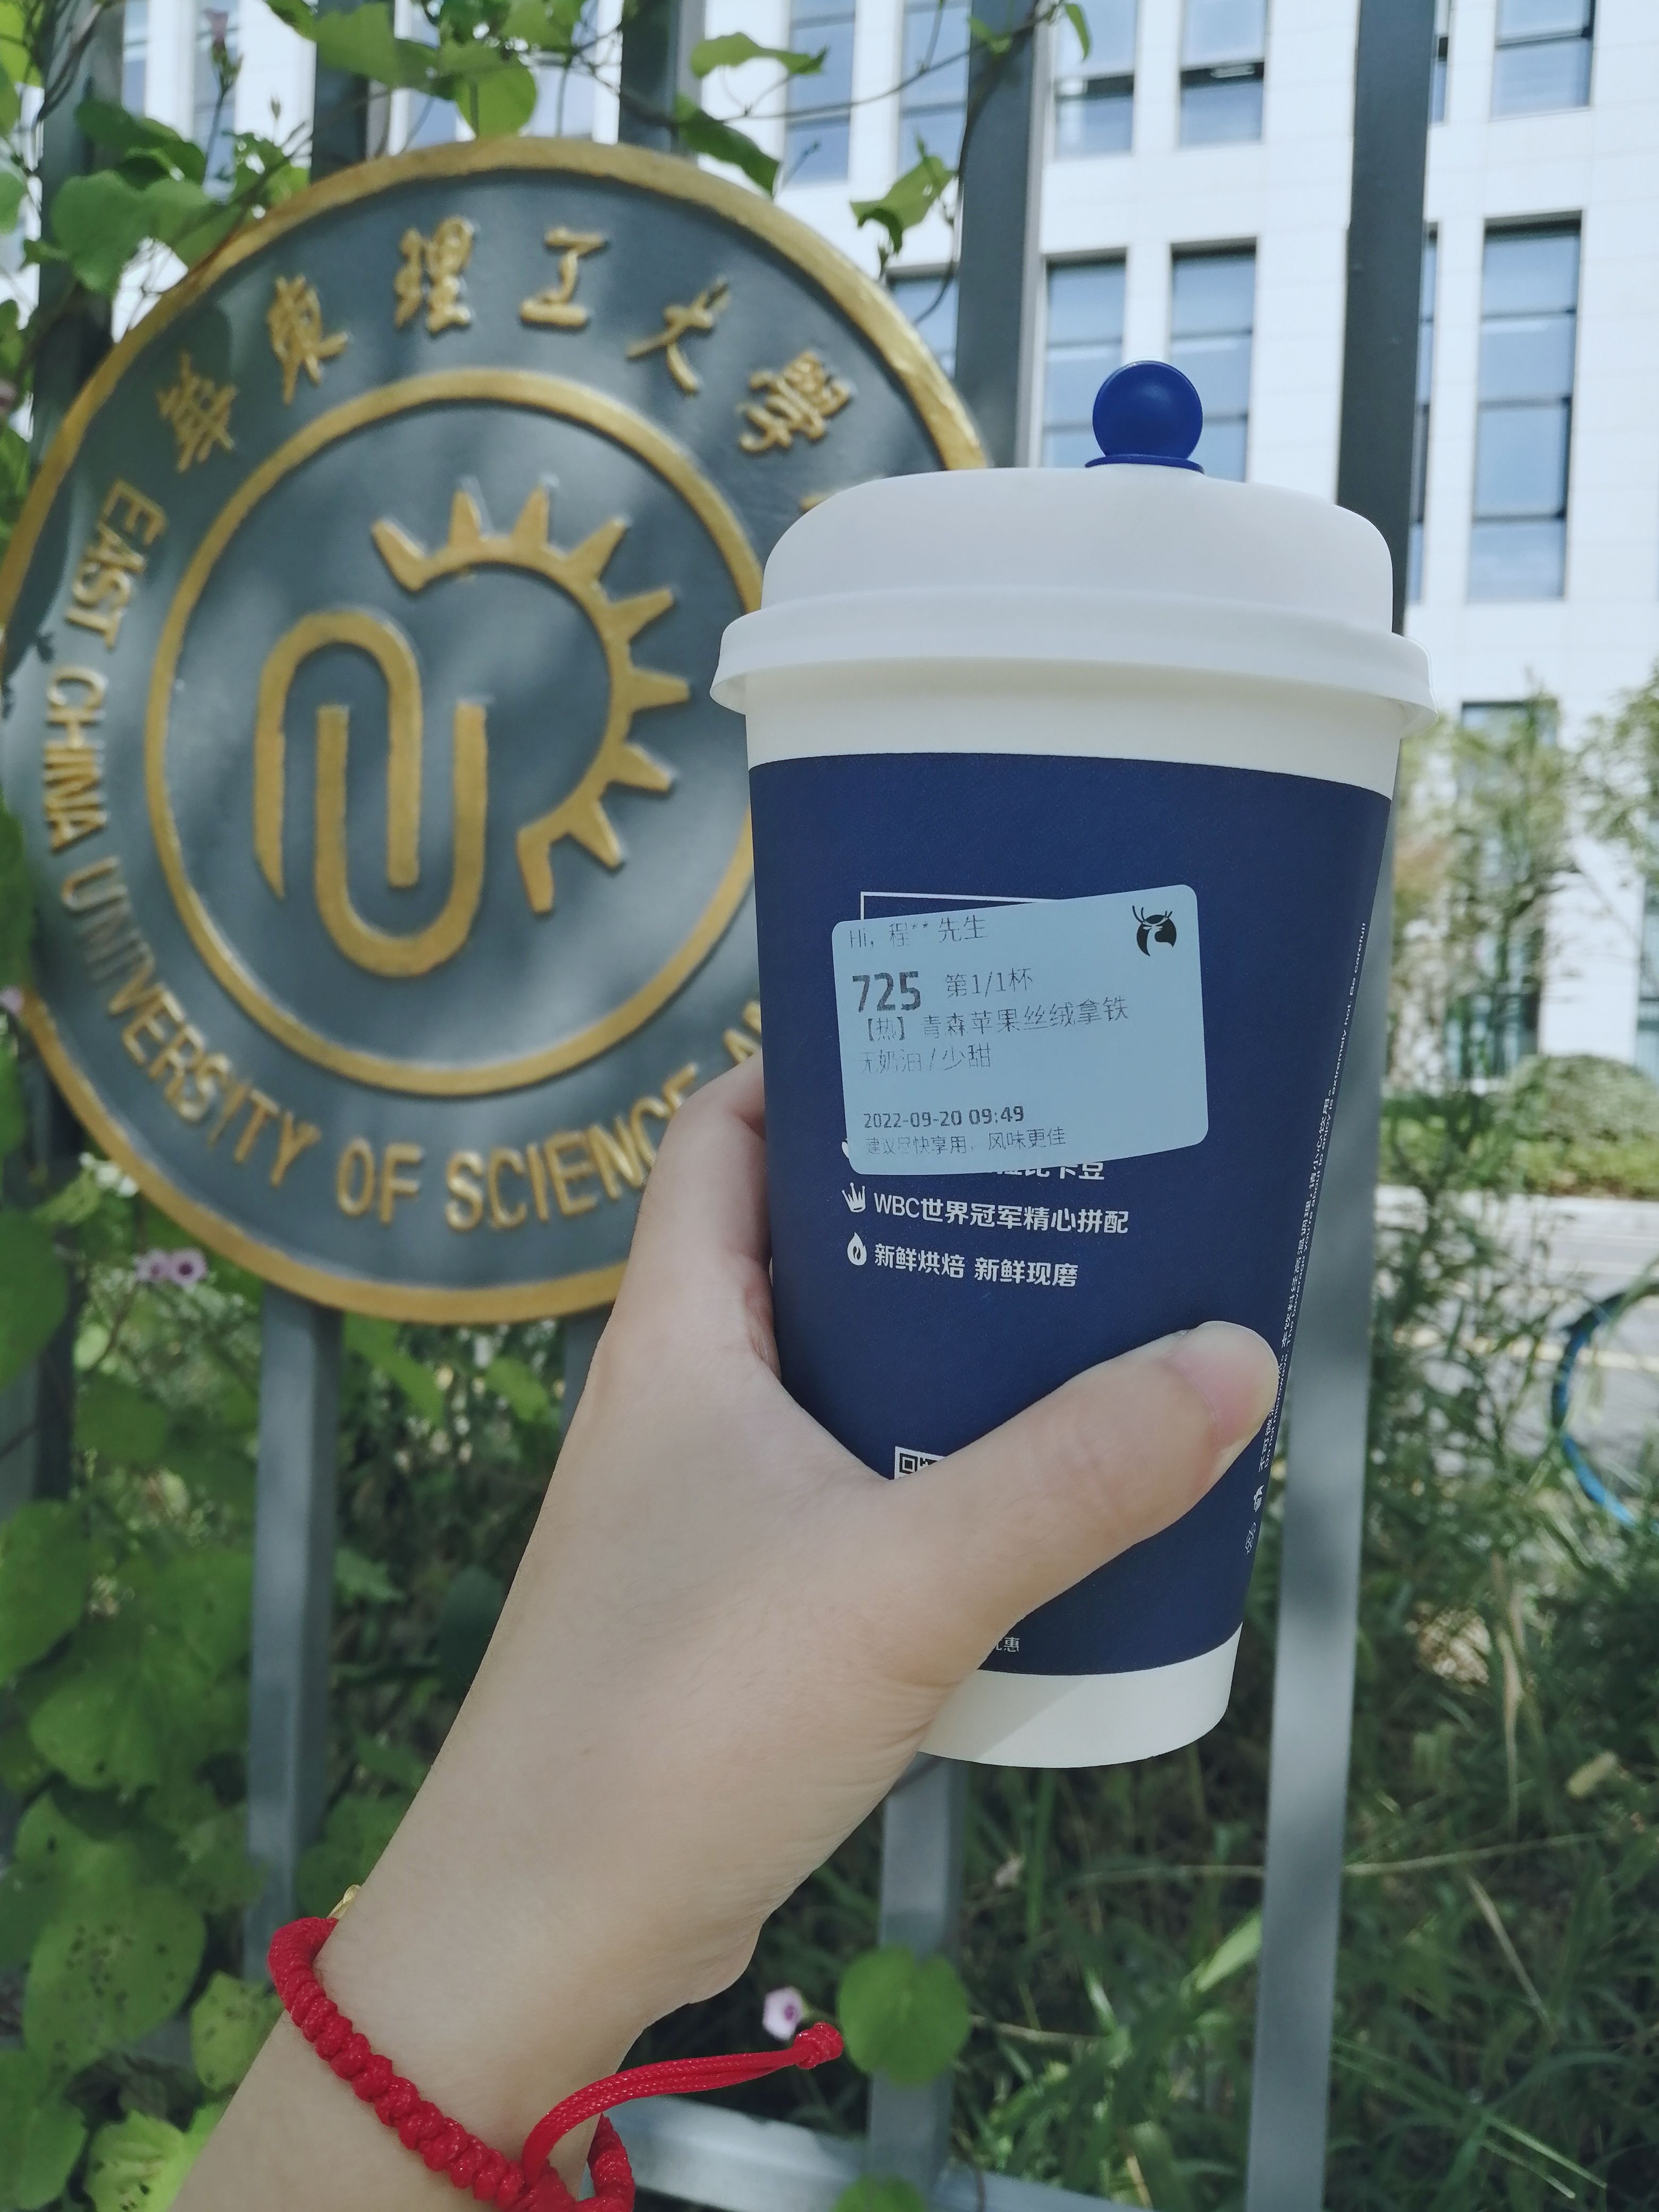 華東理工大學
EAST CHINA UNIVERSITY OF SCIENCE
Hi, 程**先生
725 第1/1杯
【热】青森苹果丝绒拿铁
无奶油/少甜
2022-09-20 09:49
建议尽快享用，风味更佳
WBC世界冠军精心拼配
新鲜烘焙 新鲜现磨
惠